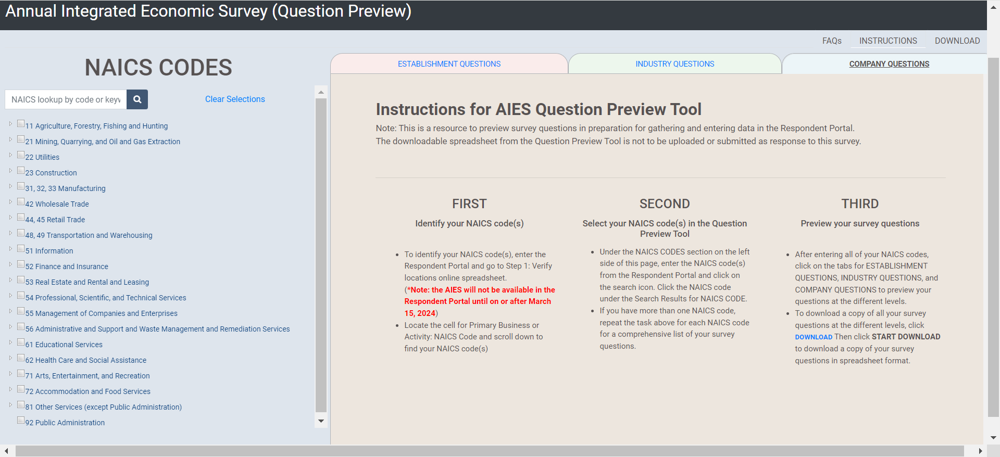 Annual Integrated Economic Survey (Question Preview)
FAQs INSTRUCTIONS DOWNLOAD
NAICS CODES
NAICS lookup by code or keyw
Clear Selections
11 Agriculture, Forestry, Fishing and Hunting
21 Mining, Quarrying, and Oil and Gas Extraction
22 Utilities
23 Construction
31, 32, 33 Manufacturing
42 Wholesale Trade
44, 45 Retail Trade
48, 49 Transportation and Warehousing
51 Information
52 Finance and Insurance
53 Real Estate and Rental and Leasing
54 Professional, Scientific, and Technical Services
55 Management of Companies and Enterprises
56 Administrative and Support and Waste Management and Remediation Services
61 Educational Services
62 Health Care and Social Assistance
71 Arts, Entertainment, and Recreation
72 Accommodation and Food Services
81 Other Services (except Public Administration)
92 Public Administration
ESTABLISHMENT QUESTIONS
INDUSTRY QUESTIONS
COMPANY QUESTIONS
Instructions for AIES Question Preview Tool
Note: This is a resource to preview survey questions in preparation for gathering and entering data in the Respondent Portal.
The downloadable spreadsheet from the Question Preview Tool is not to be uploaded or submitted as response to this survey.
FIRST
Identify your NAICS code(s)
• To identify your NAICS code(s), enter the
Respondent Portal and go to Step 1: Verify
locations online spreadsheet.
(*Note: the AIES will not be available in the
Respondent Portal until on or after March
15, 2024)
• Locate the cell for Primary Business or
Activity: NAICS Code and scroll down to
find your NAICS code(s)
SECOND
Select your NAICS code(s) in the Question
Preview Tool
• Under the NAICS CODES section on the left
side of this page, enter the NAICS code(s)
from the Respondent Portal and click on
the search icon. Click the NAICS code
under the Search Results for NAICS CODE.
• If you have more than one NAICS code,
repeat the task above for each NAICS code
for a comprehensive list of your survey
questions.
THIRD
Preview your survey questions
• After entering all of your NAICS codes,
click on the tabs for ESTABLISHMENT
QUESTIONS, INDUSTRY QUESTIONS, and
COMPANY QUESTIONS to preview your
questions at the different levels.
• To download a copy of all your survey
questions at the different levels, click
DOWNLOAD Then click START DOWNLOAD
to download a copy of your survey
questions in spreadsheet format.